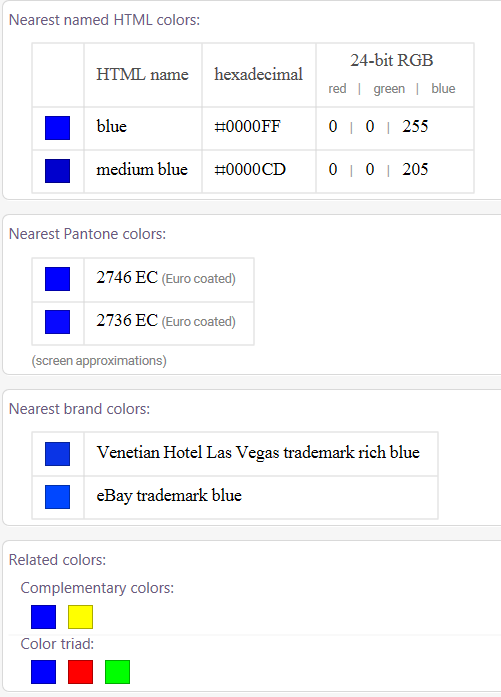 Nearest named HTML colors:
HTML name hexadecimal 24-bit RGB
red | green | blue
blue #0000FF 0 | 0 | 255
medium blue #0000CD 0 | 0 | 205
Nearest Pantone colors:
2746 EC (Euro coated)
2736 EC (Euro coated)
(screen approximations)
Nearest brand colors:
Venetian Hotel Las Vegas trademark rich blue
eBay trademark blue
Related colors:
Complementary colors:
Color triad: